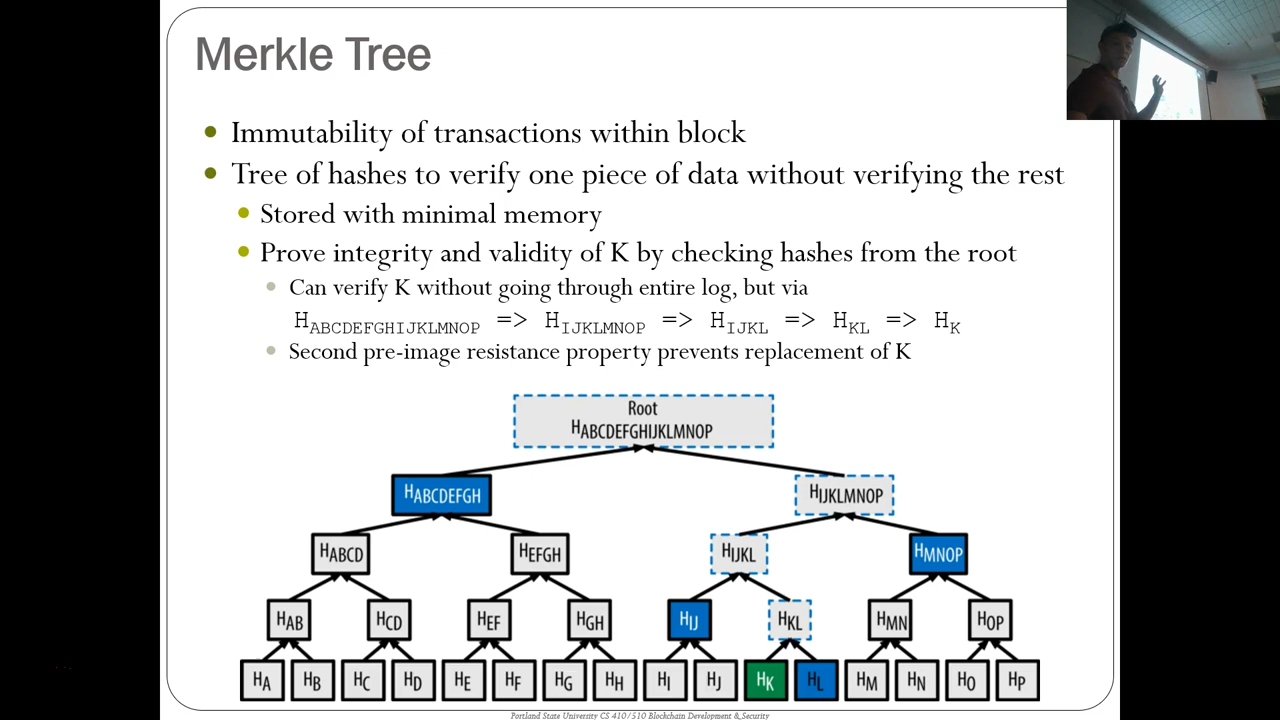 Merkle Tree
Immutability of transactions within block
Tree of hashes to verify one piece of data without verifying the rest
Stored with minimal memory
Prove integrity and validity of K by checking hashes from the root
Can verify K without going through entire log, but via
HABCDEFGHIJKLMNOP => HIJKLMNOP => HIJKL => HKL => HK
Second pre-image resistance property prevents replacement of K
Root
HABCDEFGHIJKLMNOP
HABCDEFGH HIJKLMNOP
HABCD HEFGH HIJKL HMNOP
HAB HCD HEF HGH HIJ HKL HMN HOP
HA HB HC HD HE HF HG HH HI HJ HK HL HM HN HO HP
Portland State University CS 410/510 Blockchain Development & Security